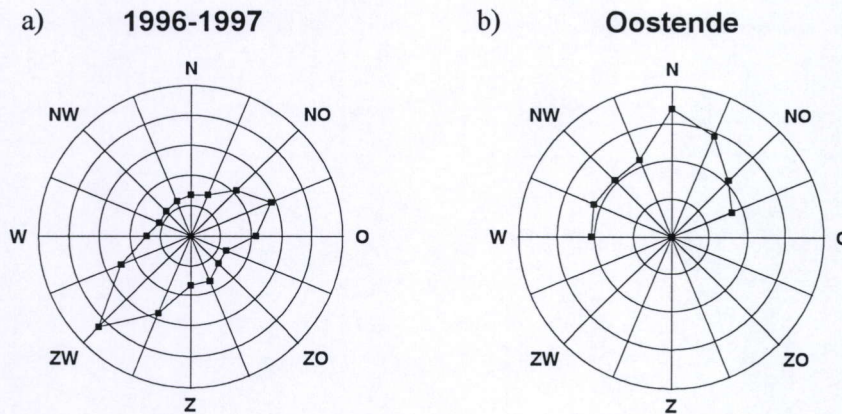 a) 1996-1997
N
NW NO
W O
ZW ZO
Z
b) Oostende
N
NW NO
W
ZW ZO
Z